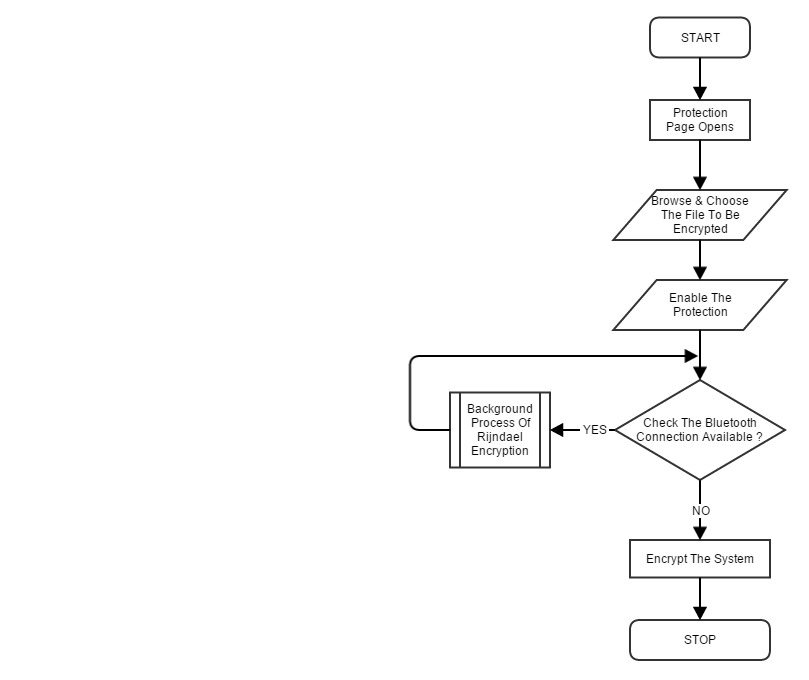 START
Protection
Page Opens
Browse & Choose
The File To Be
Encrypted
Enable The
Protection
Background
Process Of
Rijndael
Encryption
YES
Check The Bluetooth
Connection Available ?
NO
Encrypt The System
STOP